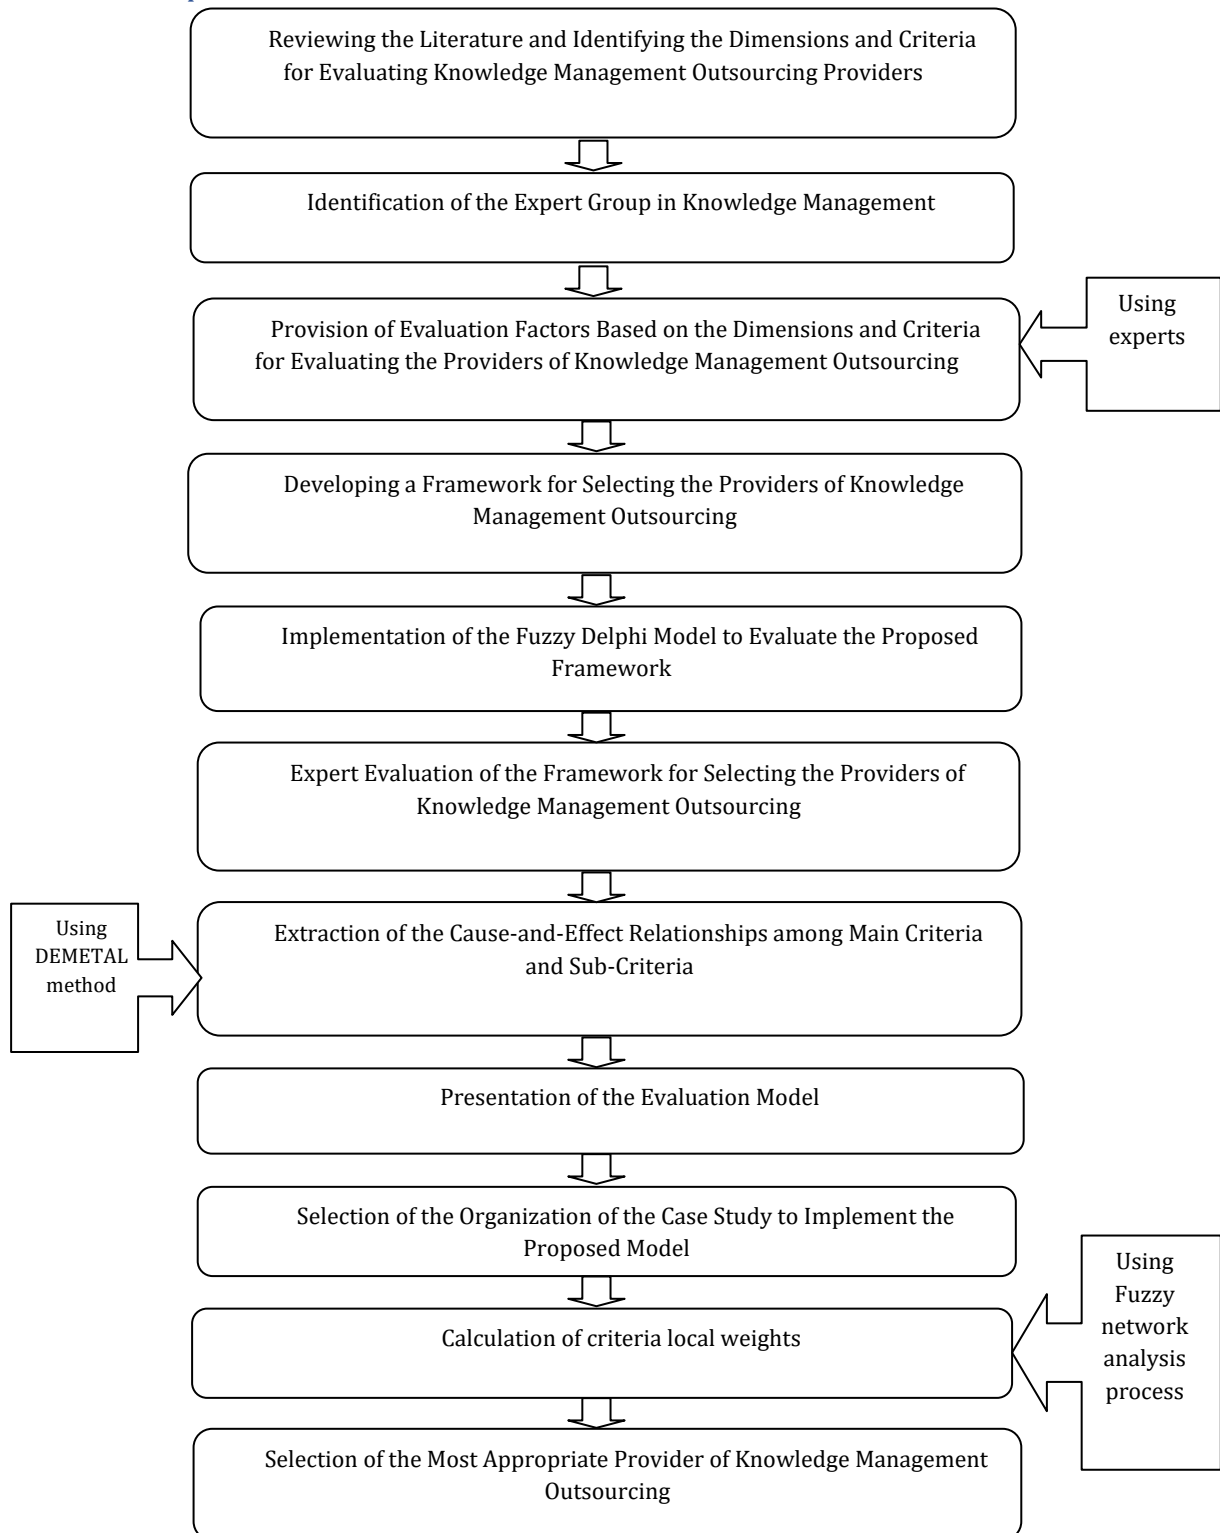 Reviewing the Literature and Identifying the Dimensions and Criteria
for Evaluating Knowledge Management Outsourcing Providers
Identification of the Expert Group in Knowledge Management
Provision of Evaluation Factors Based on the Dimensions and Criteria
for Evaluating the Providers of Knowledge Management Outsourcing
Using
experts
Developing a Framework for Selecting the Providers of Knowledge
Management Outsourcing
Implementation of the Fuzzy Delphi Model to Evaluate the Proposed
Framework
Expert Evaluation of the Framework for Selecting the Providers of
Knowledge Management Outsourcing
Using
DEMETAL
method
Extraction of the Cause-and-Effect Relationships among Main Criteria
and Sub-Criteria
Presentation of the Evaluation Model
Selection of the Organization of the Case Study to Implement the
Proposed Model
Calculation of criteria local weights
Using
Fuzzy
network
analysis
process
Selection of the Most Appropriate Provider of Knowledge Management
Outsourcing